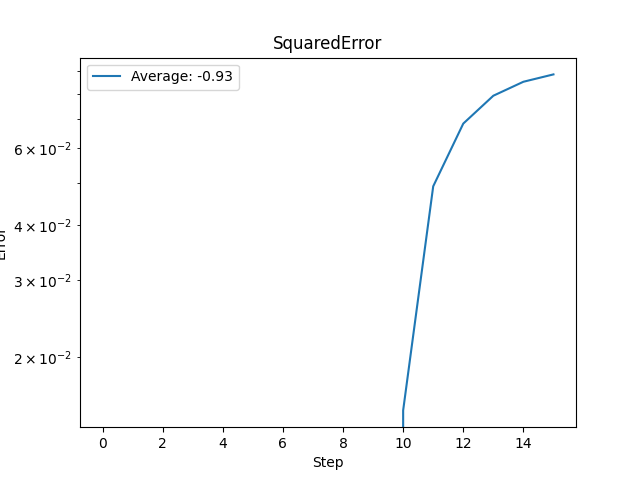 SquaredError
Average: -0.93
6 × 10⁻²
4 × 10⁻²
3 × 10⁻²
2 × 10⁻²
Error
0 2 4 6 8 10 12 14
Step